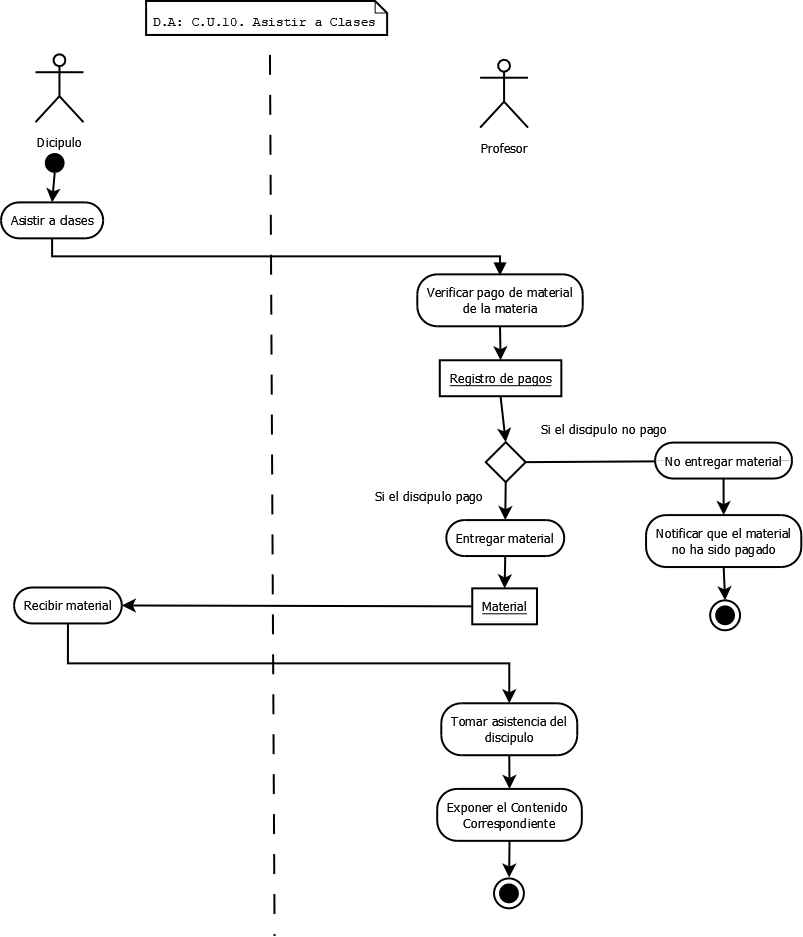 D.A: C.U.10. Asistir a Clases
Dicipulo
Profesor
Asistir a clases
Verificar pago de material
de la materia
Registro de pagos
Si el discipulo no pago
No entregar material
Si el discipulo pago
Entregar material
Notificar que el material
no ha sido pagado
Recibir material
Material
Tomar asistencia del
discipulo
Exponer el Contenido
Correspondiente